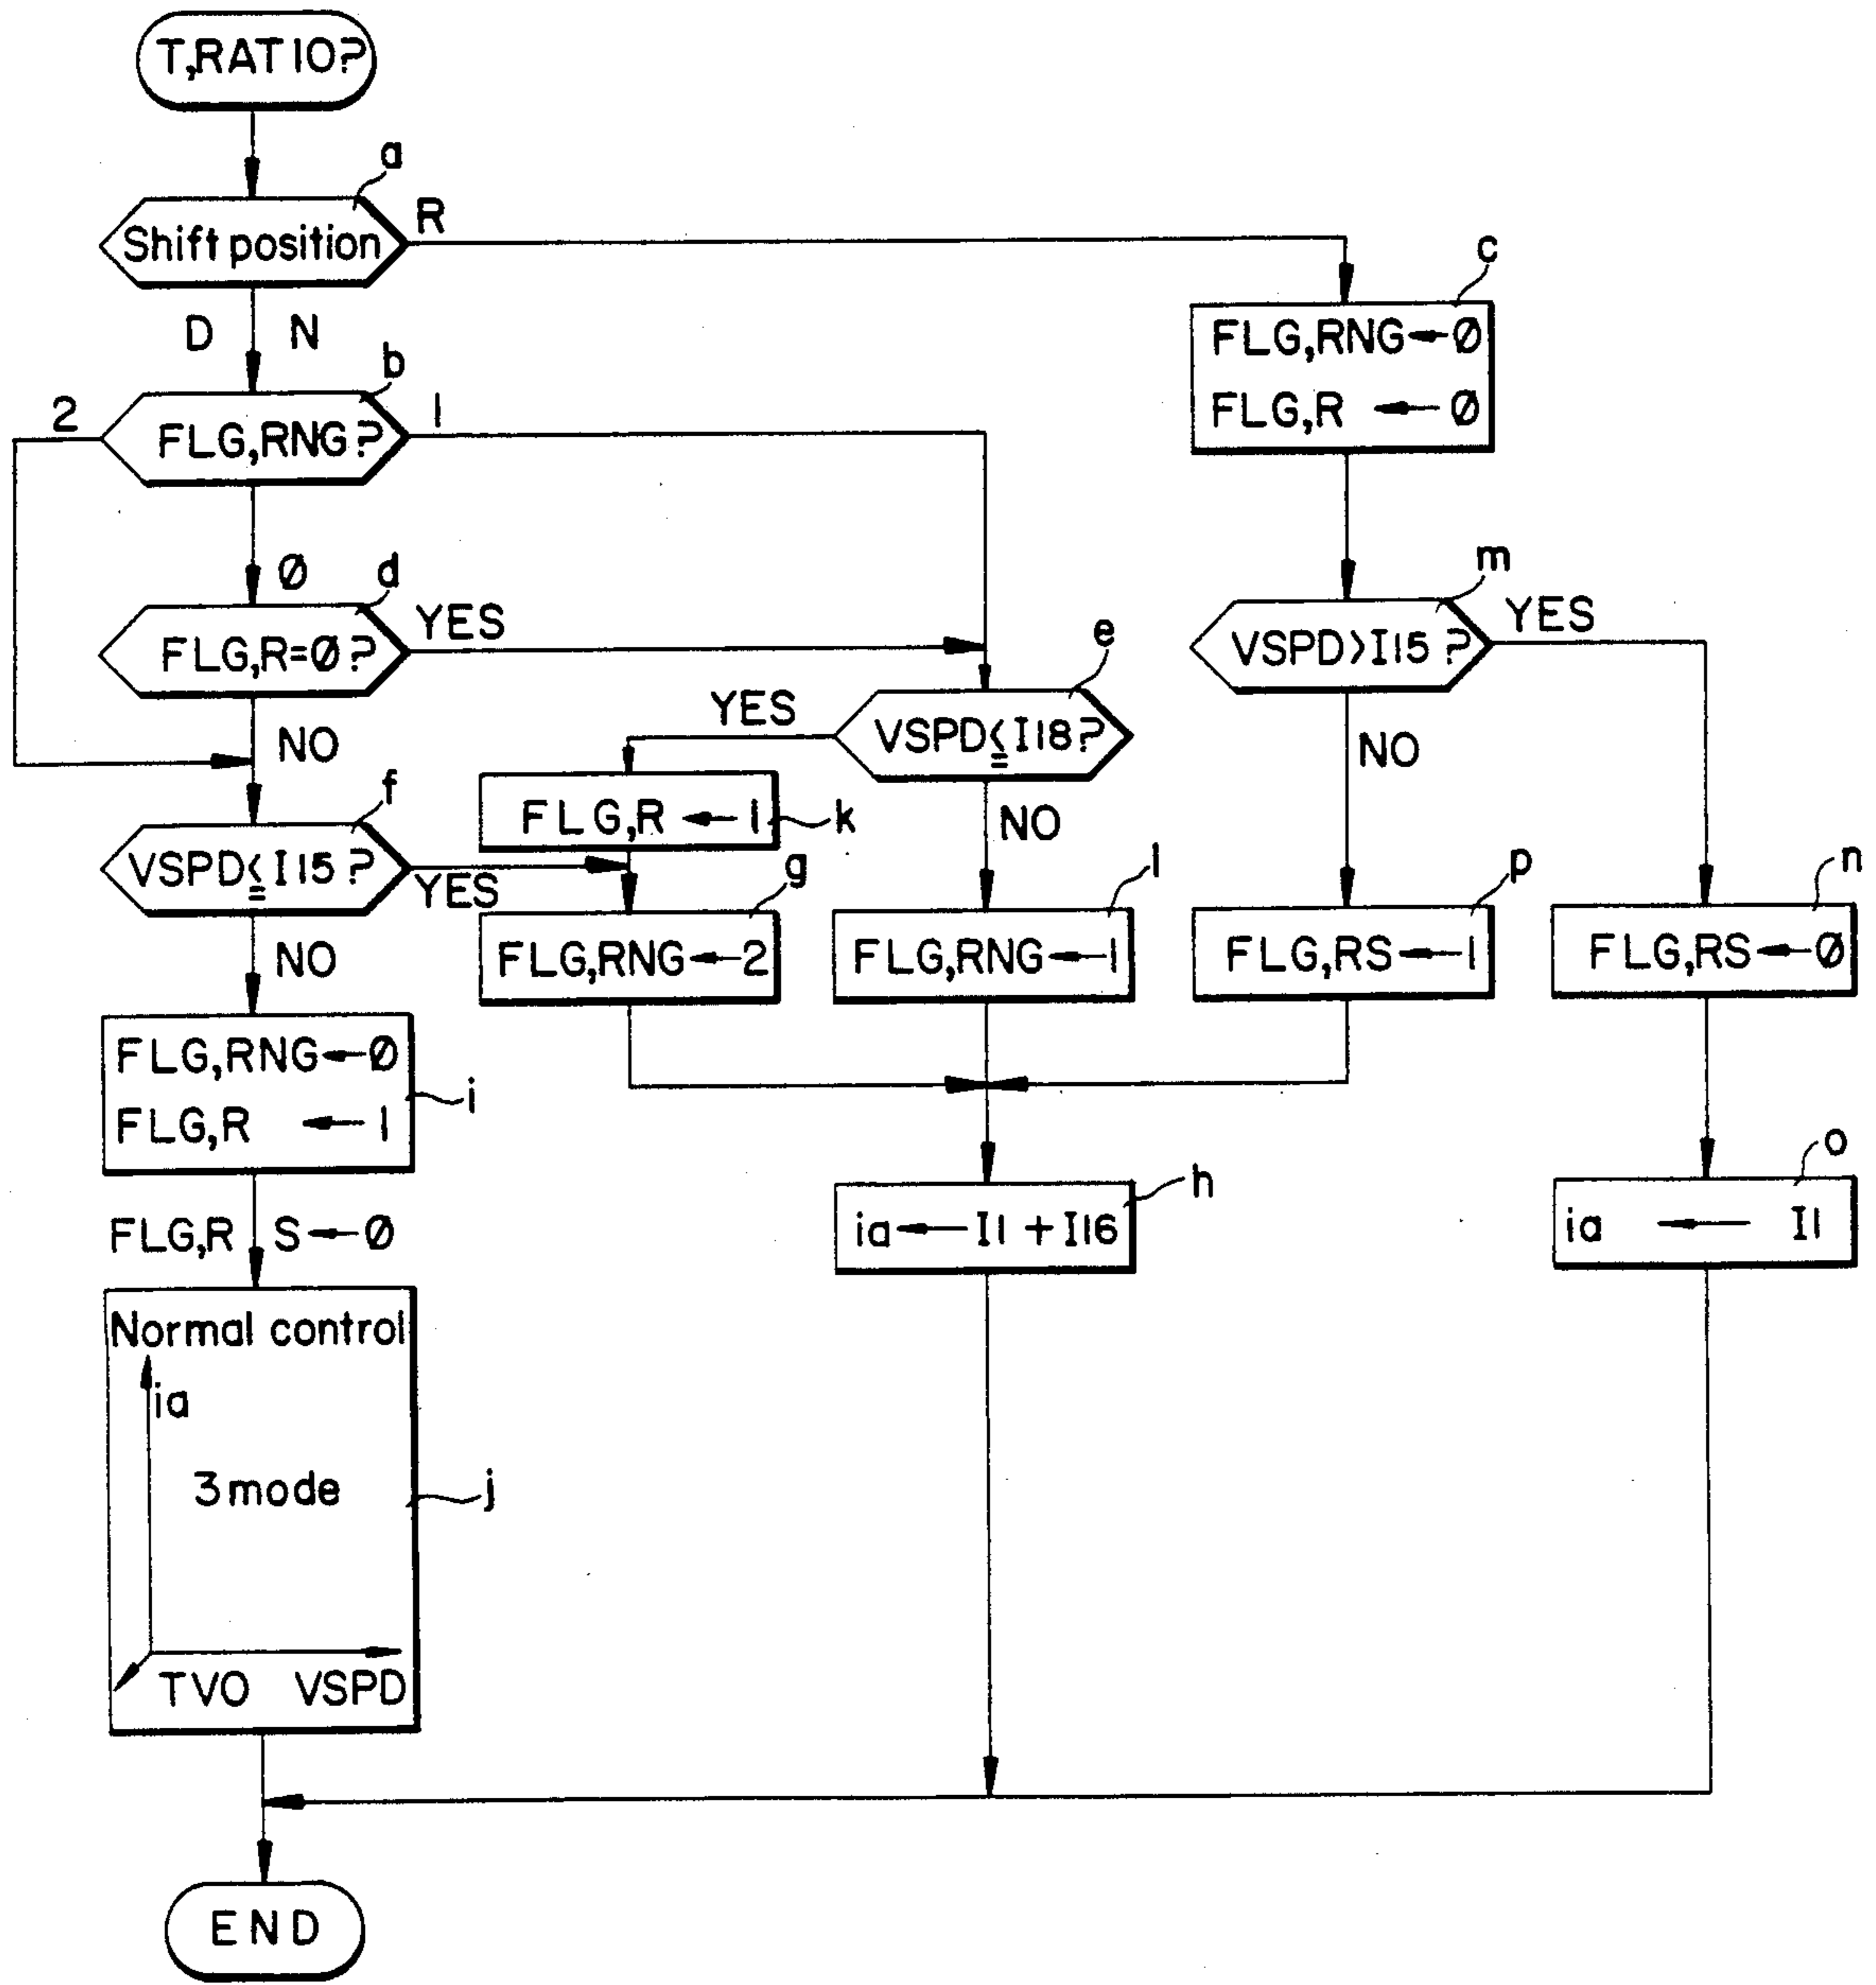 T,RATIO?
a
Shift position
R
D N
c
FLG,RNG←Ø
FLG,R ←Ø
b
2
FLG,RNG?
1
Ø
d
FLG,R=Ø?
YES
NO
e
VSPD≦I18?
YES
NO
m
VSPD>I15?
YES
NO
f
VSPD≦I15?
YES
NO
FLG,R ←1
k
g
FLG,RNG←2
l
FLG,RNG←1
p
FLG,RS←1
n
FLG,RS←Ø
FLG,RNG←Ø
FLG,R ←1
i
FLG,R S←Ø
h
ia←I1+I16
o
ia ← I1
Normal control
ia
3 mode
j
TVO VSPD
END